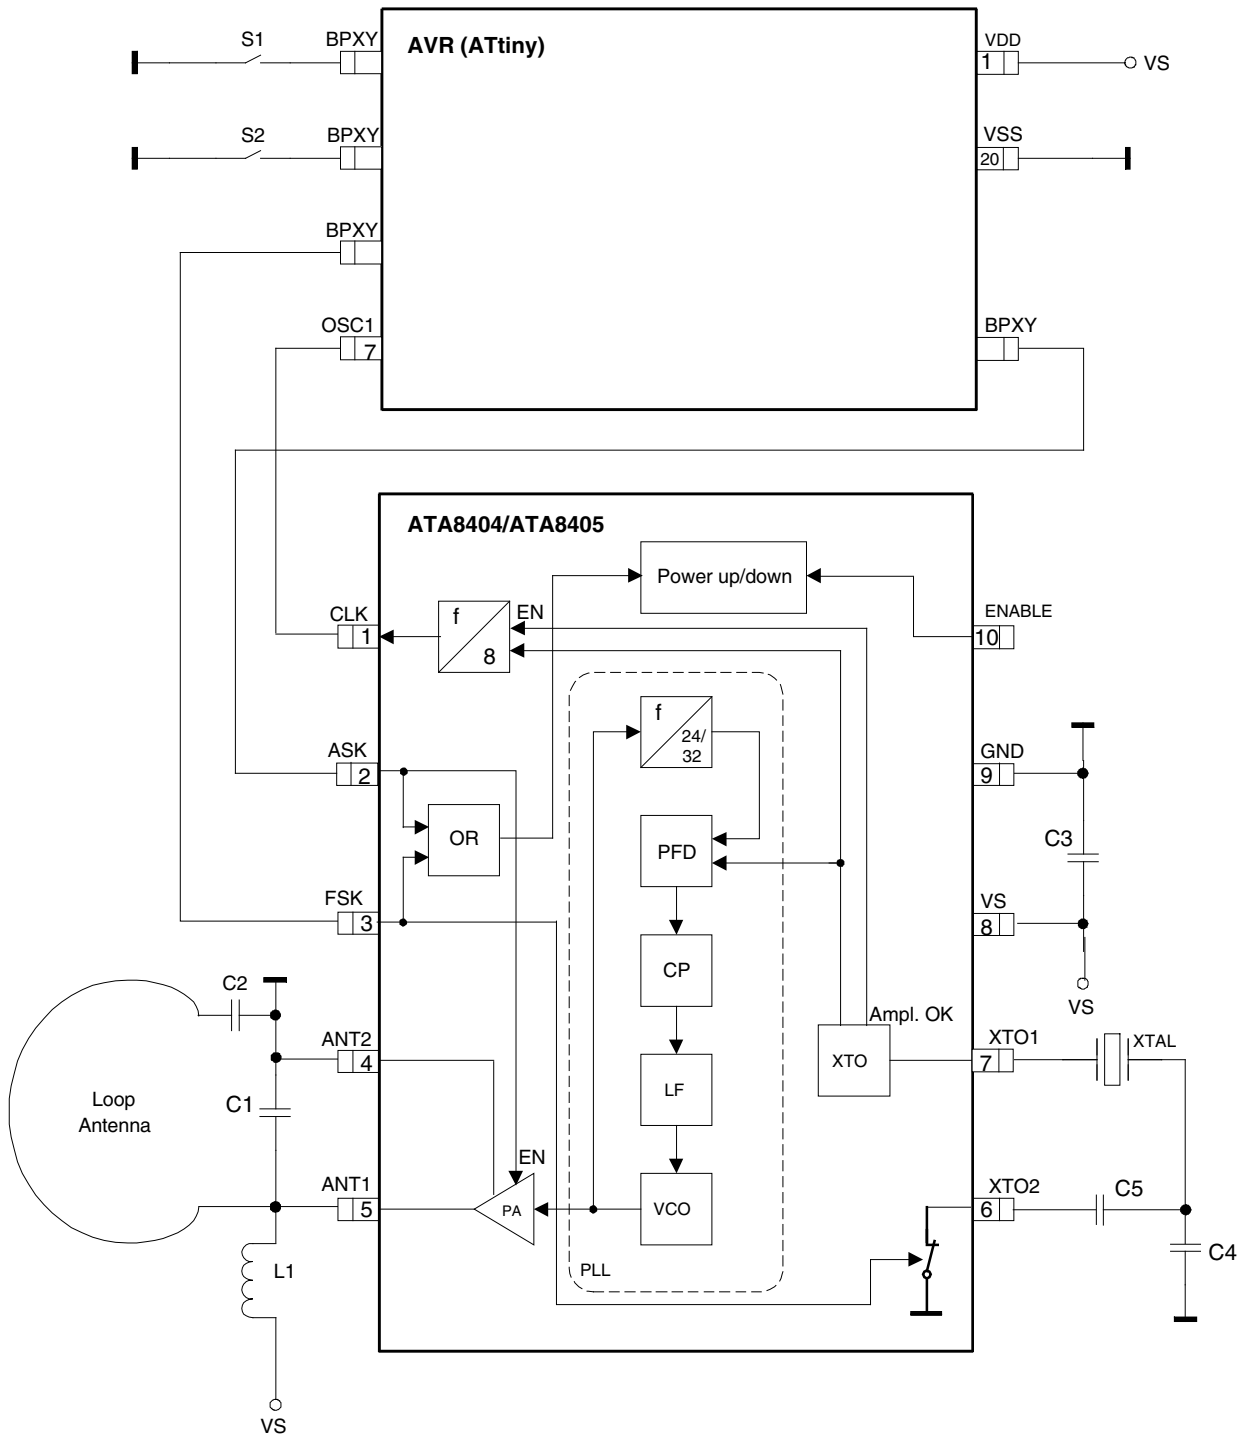 S1
BPXY
AVR (ATtiny)
VDD
1
VS
S2
BPXY
VSS
20
BPXY
OSC1
7
BPXY
ATA8404/ATA8405
Power up/down
CLK
1
f
8
EN
ENABLE
10
f
24/
32
ASK
2
GND
9
OR
PFD
C3
FSK
3
VS
8
CP
C2
VS
Ampl. OK
ANT2
4
XTO
XTO1
7
XTAL
Loop
Antenna
C1
LF
EN
ANT1
5
PA
VCO
XTO2
6
C5
C4
L1
PLL
VS